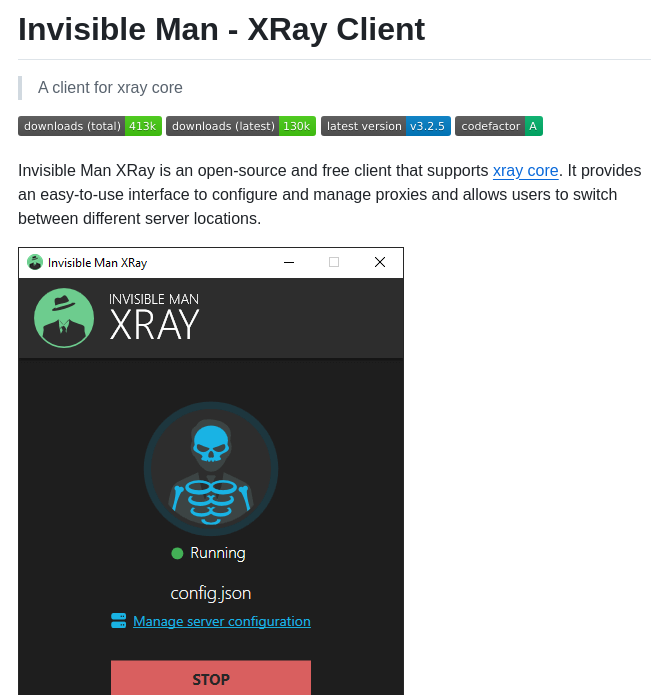 Invisible Man - XRay Client
A client for xray core
downloads (total) 413k downloads (latest) 130k latest version v3.2.5 codefactor A
Invisible Man XRay is an open-source and free client that supports xray core. It provides
an easy-to-use interface to configure and manage proxies and allows users to switch
between different server locations.
Invisible Man XRay
INVISIBLE MAN
XRAY
Running
config.json
Manage server configuration
STOP